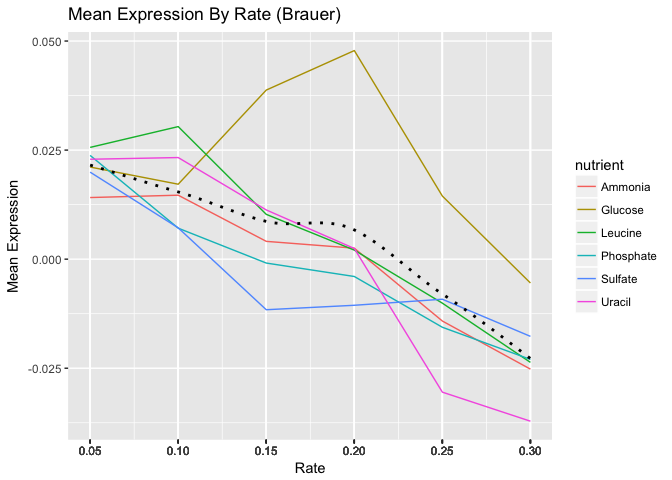 Mean Expression By Rate (Brauer)
0.050
0.025
0.000
-0.025
Mean Expression
0.05 0.10 0.15 0.20 0.25 0.30
Rate
nutrient
Ammonia
Glucose
Leucine
Phosphate
Sulfate
Uracil